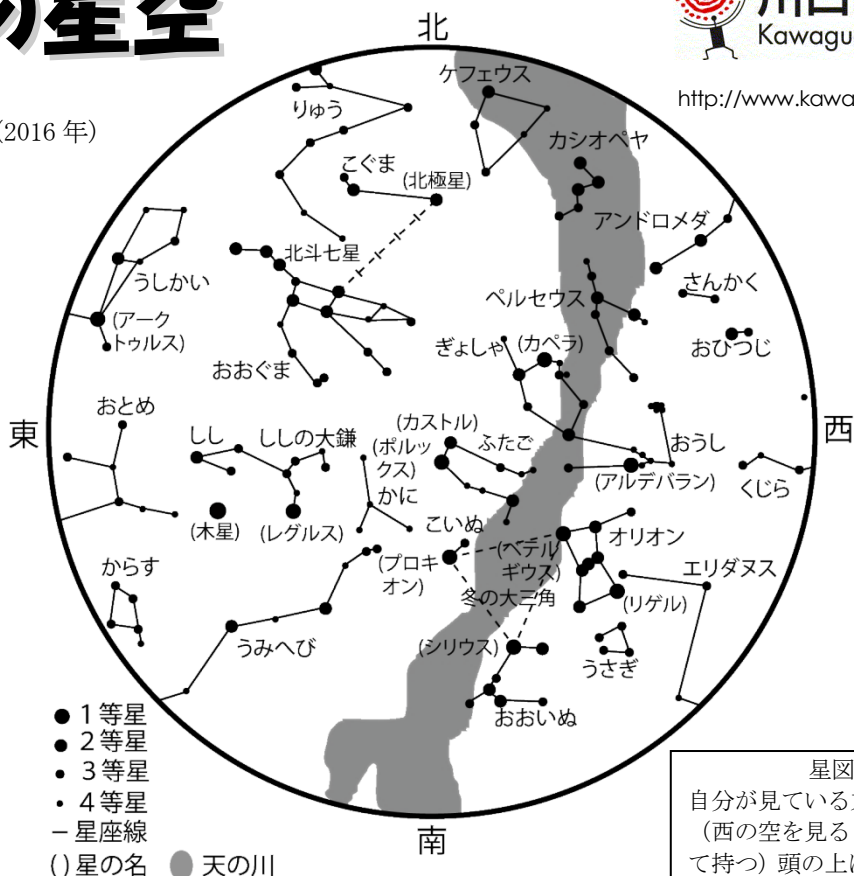 の星空
川口
Kawagu
http://www.kawa
(2016 年)
北
ケフェウス
りゅう
カシオペヤ
こぐま
(北極星)
アンドロメダ
北斗七星
うしかい
さんかく
ペルセウス
(アーク
トゥルス)
ぎょしゃ
(カペラ)
おひつじ
おおぐま
おとめ
(カストル)
東
しし
ししの大鎌
(ポルッ
クス)
ふたご
おうし
西
かに
(アルデバラン)
くじら
(木星)
(レグルス)
こいぬ
オリオン
からす
(プロキ
オン)
(ベテル
ギウス)
エリダヌス
冬の大三角
(リゲル)
うみへび
(シリウス)
うさぎ
おおいぬ
1等星
2等星
3等星
4等星
星座線
( )星の名
天の川
南
星図
自分が見ている
(西の空を見る
て持つ) 頭の上に